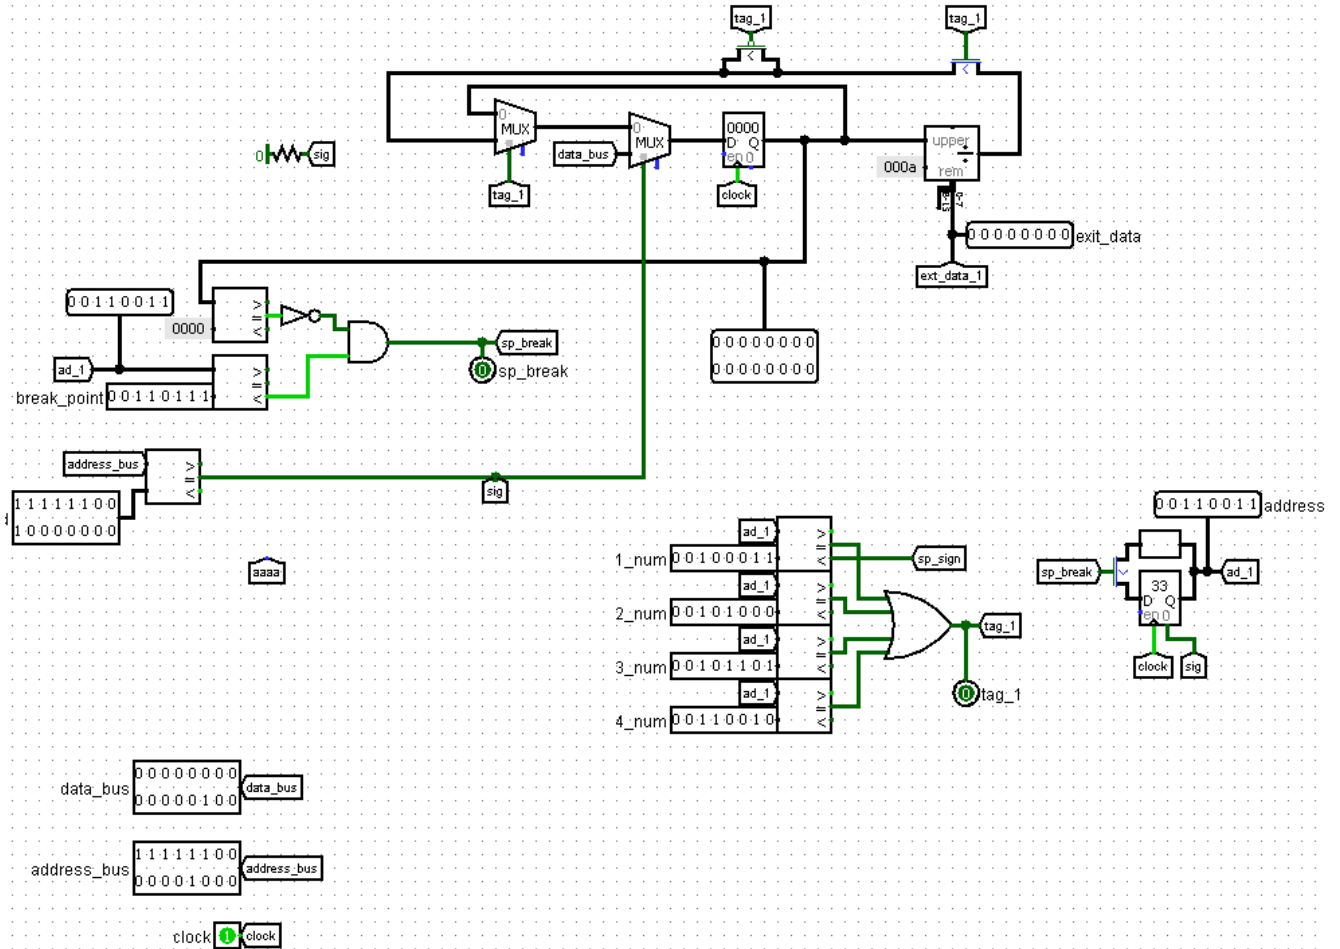 tag_1
tag_1
0
MUX
0
MUX
0000
D Q
en 0
upper
÷
rem
000a
0 sig
data_bus
tag_1
clock
0-7
8-15
0 0 0 0 0 0 0 0 exit_data
ext_data_1
0 0 1 1 0 0 1 1
>
=
<
0000
ad_1
>
=
<
break_point 0 0 1 1 0 1 1 1
sp_break
0 sp_break
0 0 0 0 0 0 0 0
0 0 0 0 0 0 0 0
address_bus
>
=
<
1 1 1 1 1 1 0 0
1 0 0 0 0 0 0 0
sig
aaaa
ad_1
>
=
<
1_num 0 0 1 0 0 0 1 1
sp_sign
ad_1
>
=
<
2_num 0 0 1 0 1 0 0 0
ad_1
>
=
<
3_num 0 0 1 0 1 1 0 1
ad_1
>
=
<
4_num 0 0 1 1 0 0 1 0
tag_1
0 tag_1
0 0 1 1 0 0 1 1 address
sp_break
33
D Q
en 0
ad_1
clock
sig
data_bus
0 0 0 0 0 0 0 0
0 0 0 0 0 1 0 0
data_bus
address_bus
1 1 1 1 1 1 0 0
0 0 0 0 1 0 0 0
address_bus
clock 1 clock